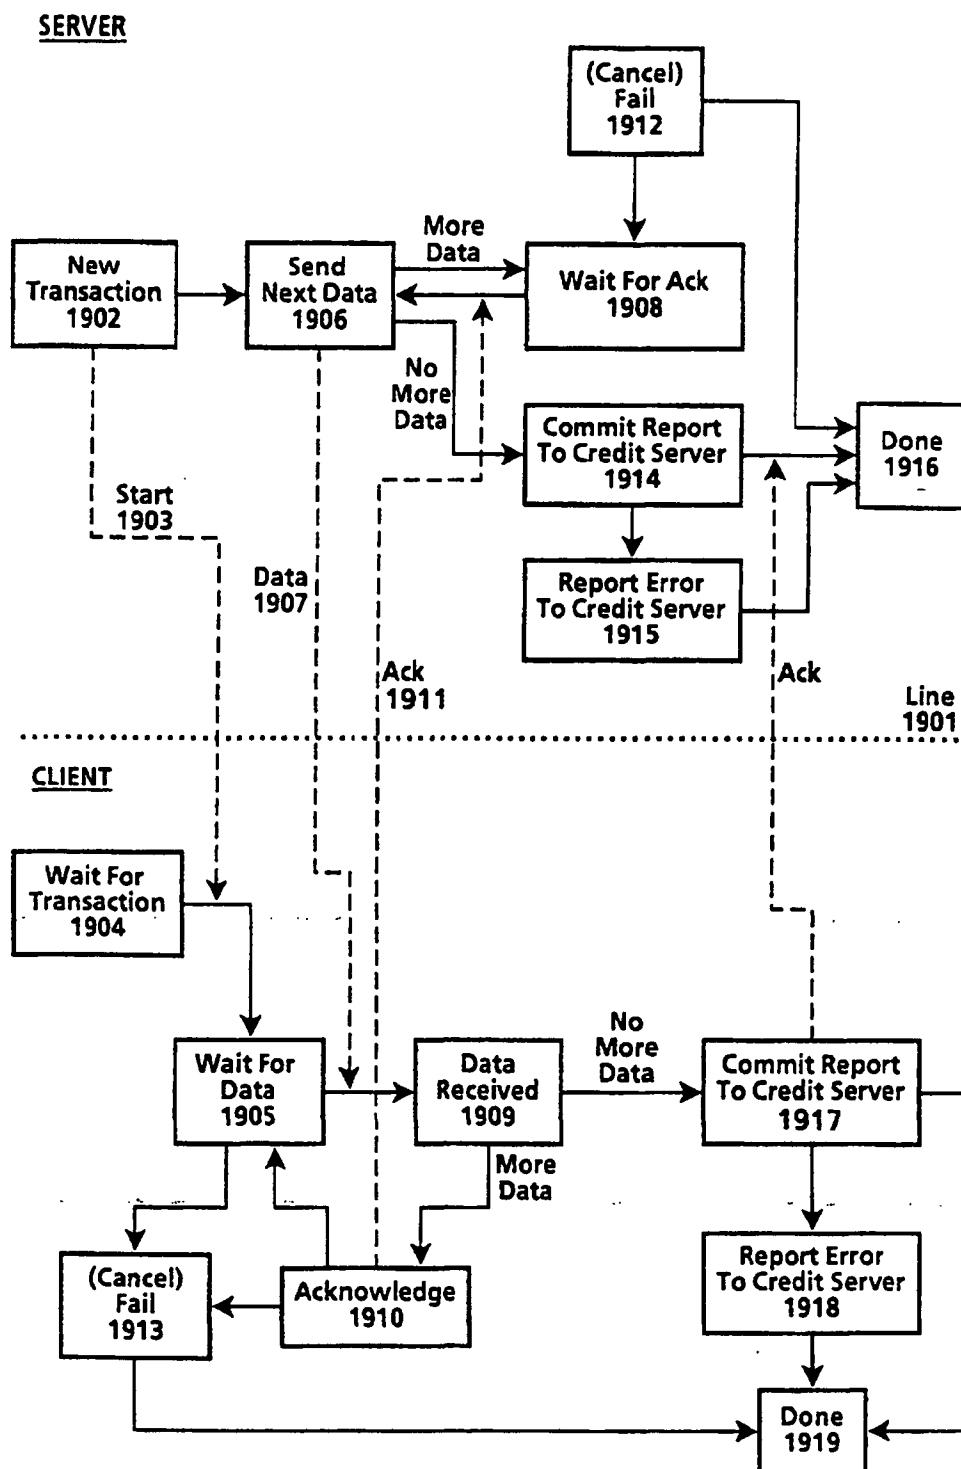 SERVER
(Cancel)
Fail
1912
New
Transaction
1902
Send
Next Data
1906
More
Data
Wait For Ack
1908
No
More
Data
Commit Report
To Credit Server
1914
Done
1916
Start
1903
Data
1907
Report Error
To Credit Server
1915
Ack
1911
Ack
Line
1901
CLIENT
Wait For
Transaction
1904
Wait For
Data
1905
Data
Received
1909
No
More
Data
Commit Report
To Credit Server
1917
More
Data
(Cancel)
Fail
1913
Acknowledge
1910
Report Error
To Credit Server
1918
Done
1919